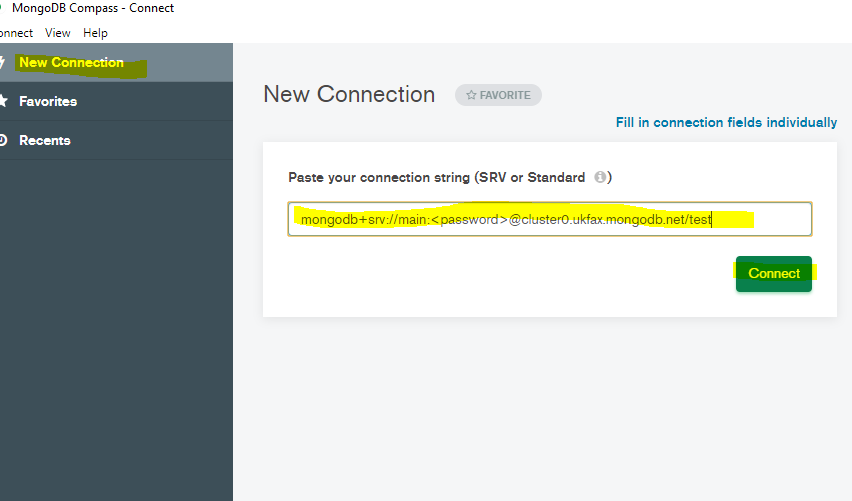 MongoDB Compass - Connect
onnect View Help
New Connection
Favorites
Recents
New Connection
FAVORITE
Fill in connection fields individually
Paste your connection string (SRV or Standard )
mongodb+srv://main:<password>@cluster0.ukfax.mongodb.net/test
Connect